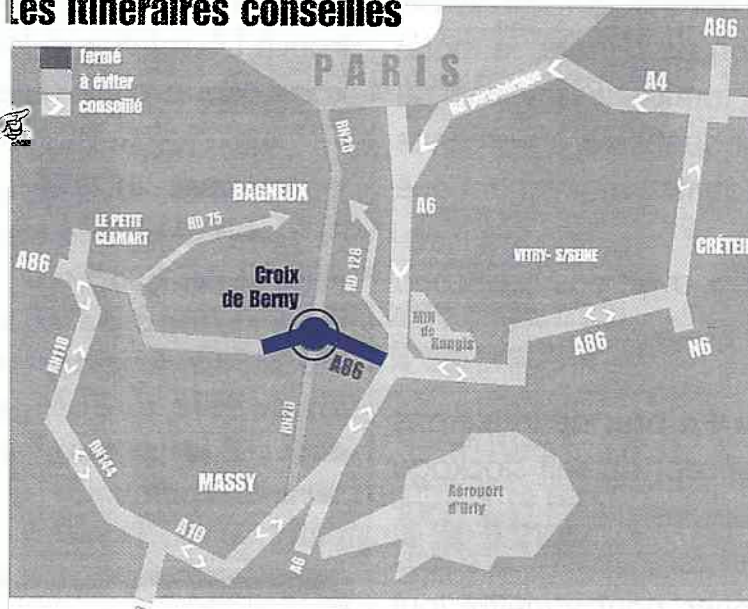 Les itinéraires conseillés
fermé
à éviter
conseillé
PARIS
A86
A4
Bd périphérique
RN20
BAGNEUX
LE PETIT
CLAMART
RD 75
A86
A6
RD 128
VITRY- S/SEINE
CRÉTEIL
Croix
de Berny
MIN
de
Rungis
A86
A86
N6
RN118
RN20
RN144
MASSY
Aéroport
d'Orly
A10
A6